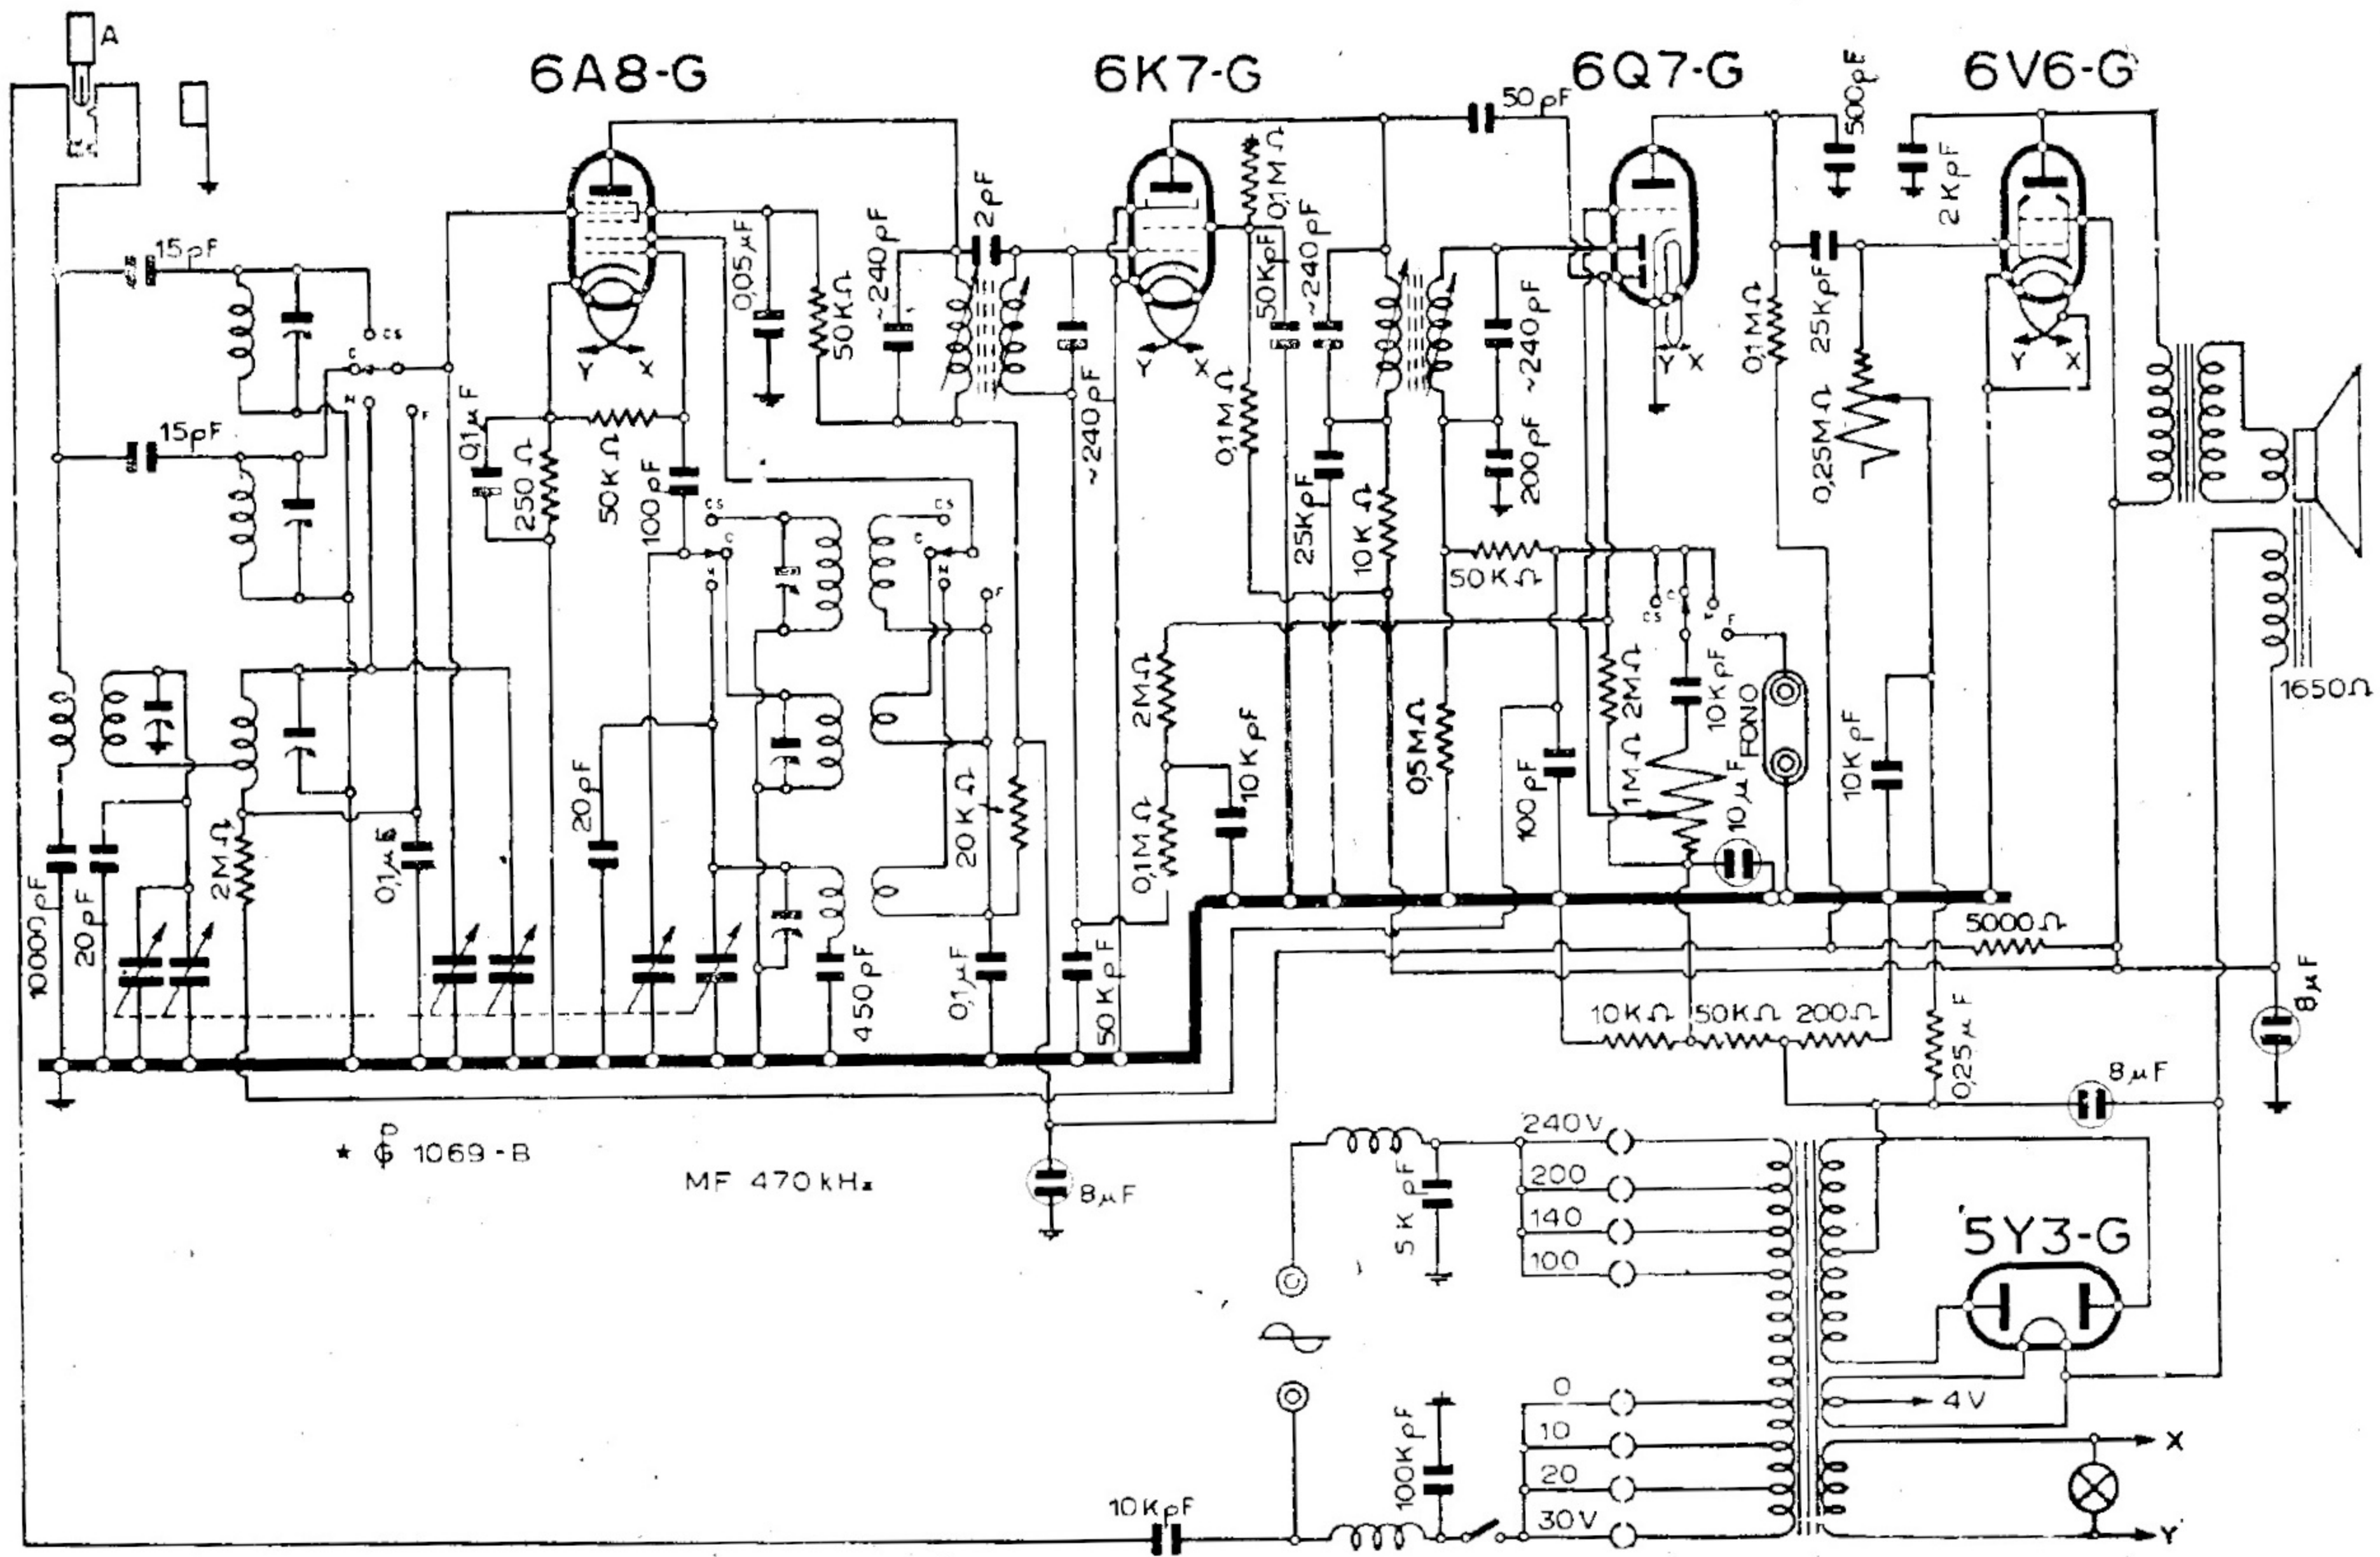 A
6A8-G
6K7-G
6Q7-G
6V6-G
50pF
500pF
2KpF
15pF
cs
c
N
F
15pF
0,1µF
250Ω
50KΩ
100pF
Y
X
0,05µF
50KΩ
~240pF
2pF
~240pF
Y
X
0,1MΩ
0,1MΩ
50KpF
~240pF
25KpF
10KΩ
~240pF
200pF
50KΩ
Y
X
0,1MΩ
25KpF
0,25MΩ
Y
X
1650Ω
cs
c
cs
c
F
20pF
20KΩ
2MΩ
10KpF
0,1MΩ
0,5MΩ
100pF
cs
c
F
2MΩ
1MΩ
10KpF
10µF
FONO
10KpF
10000pF
20pF
2MΩ
0,1µF
450pF
0,1µF
50KpF
5000Ω
10KΩ
50KΩ
200Ω
0,25µF
8µF
8µF
★ 1069-B
MF 470kHz
8µF
5KpF
240V
200
140
100
5Y3-G
0
10
20
30V
4V
X
Y
100KpF
10KpF